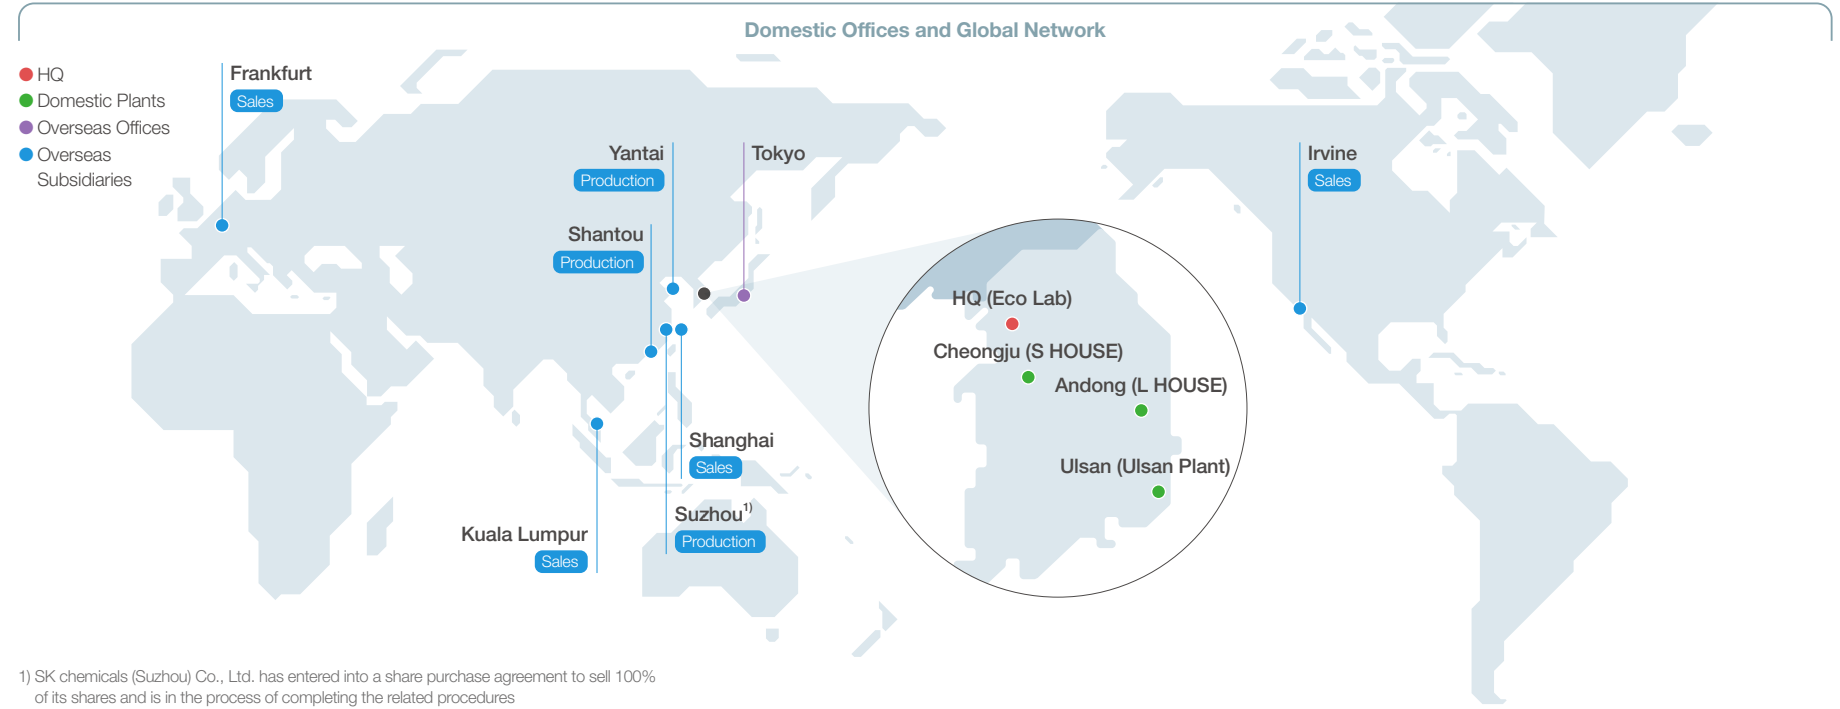 Domestic Offices and Global Network
HQ
Domestic Plants
Overseas Offices
Overseas
Subsidiaries
Frankfurt
Sales
Yantai
Production
Tokyo
Irvine
Sales
Shantou
Production
HQ (Eco Lab)
Cheongju (S HOUSE)
Andong (L HOUSE)
Ulsan (Ulsan Plant)
Shanghai
Sales
Suzhou1)
Production
Kuala Lumpur
Sales
1) SK chemicals (Suzhou) Co., Ltd. has entered into a share purchase agreement to sell 100%
of its shares and is in the process of completing the related procedures